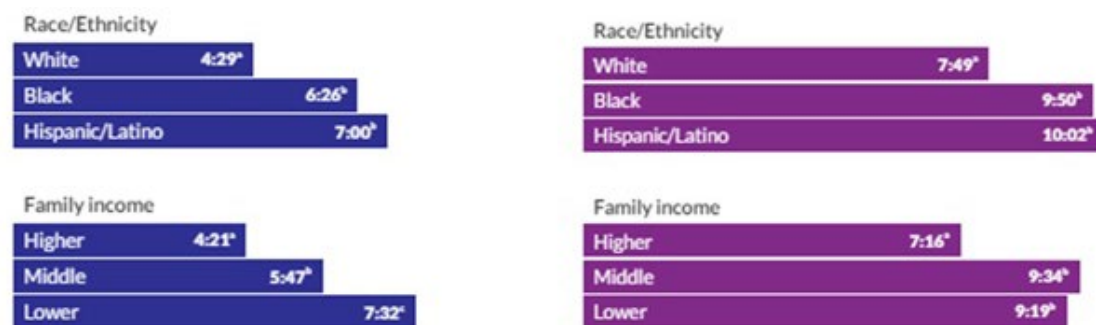 Race/Ethnicity
White 4:29ᵃ
Black 6:26ᵇ
Hispanic/Latino 7:00ᵇ
Family income
Higher 4:21ᵃ
Middle 5:47ᵇ
Lower 7:32ᶜ
Race/Ethnicity
White 7:49ᵃ
Black 9:50ᵇ
Hispanic/Latino 10:02ᵇ
Family income
Higher 7:16ᵃ
Middle 9:34ᵇ
Lower 9:19ᵇ